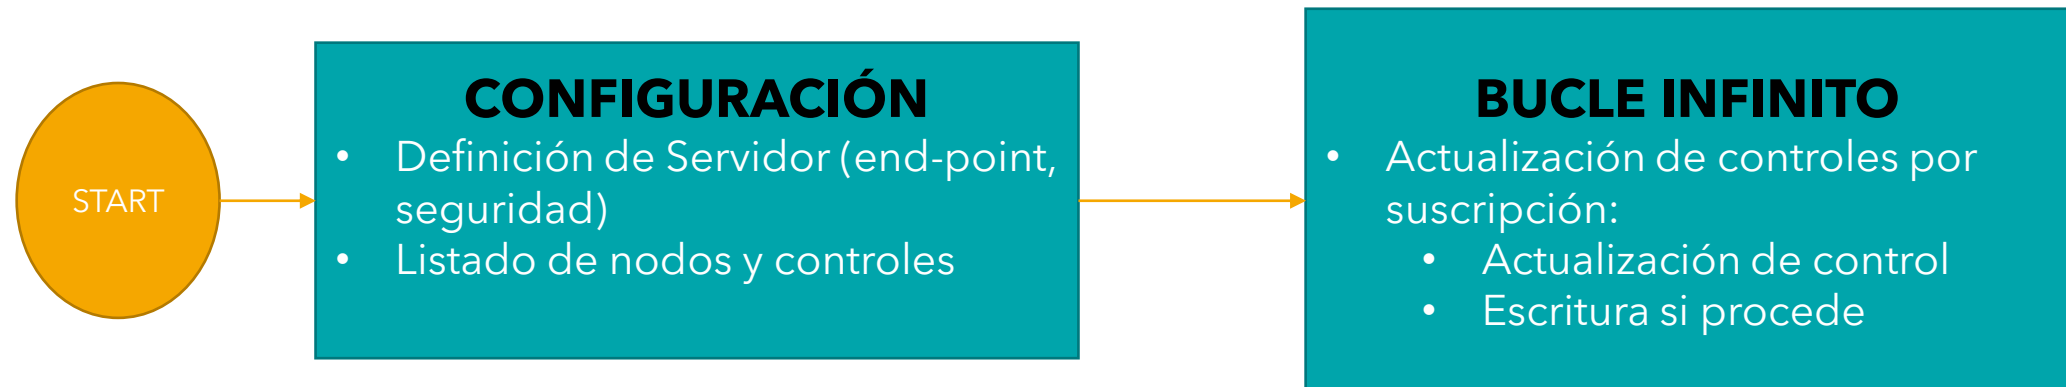 START
CONFIGURACIÓN
• Definición de Servidor (end-point,
seguridad)
• Listado de nodos y controles
BUCLE INFINITO
• Actualización de controles por
suscripción:
• Actualización de control
• Escritura si procede